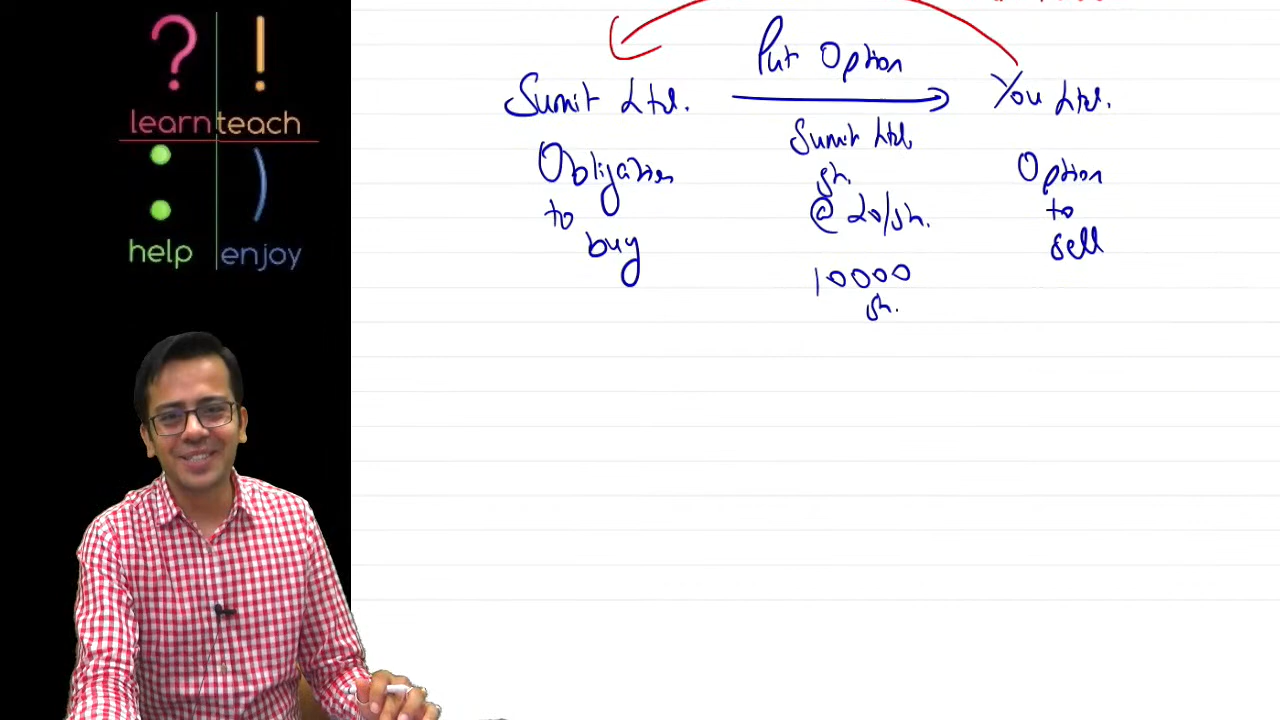 ? !
learn teach
help enjoy
Put Option
Sumit Ltd. You Ltd.
Sumit Ltd
sh.
@ 20/sh.
10000
sh.
Obligation
to
buy
Option
to
sell